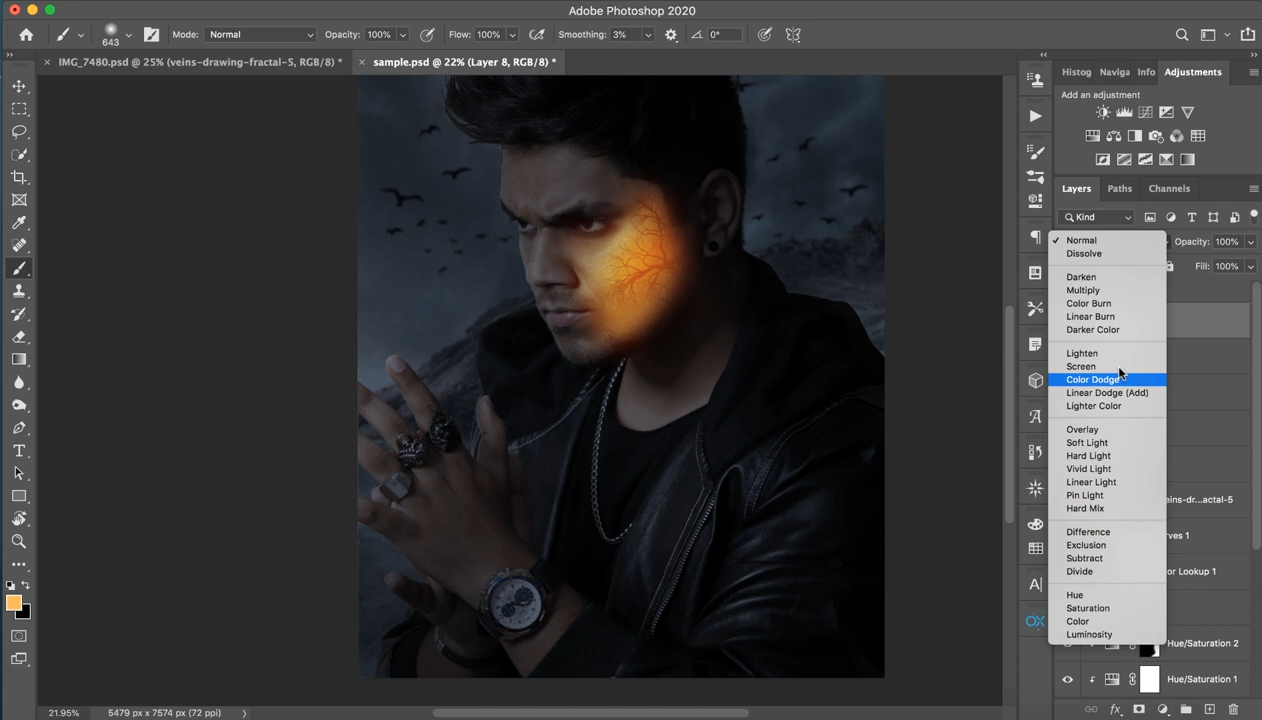 Adobe Photoshop 2020
643
Mode: Normal
Opacity: 100%
Flow: 100%
Smoothing: 3%
0°
IMG_7480.psd @ 25% (veins-drawing-fractal-5, RGB/8) *
sample.psd @ 22% (Layer 8, RGB/8) *
Histog
Naviga
Info
Adjustments
Add an adjustment
Layers
Paths
Channels
Kind
Opacity: 100%
Fill: 100%
Normal
Dissolve
Darken
Multiply
Color Burn
Linear Burn
Darker Color
Lighten
Screen
Color Dodge
Linear Dodge (Add)
Lighter Color
Overlay
Soft Light
Hard Light
Vivid Light
Linear Light
Pin Light
Hard Mix
Difference
Exclusion
Subtract
Divide
Hue
Saturation
Color
Luminosity
eins-dr...actal-5
rves 1
or Lookup 1
Hue/Saturation 2
Hue/Saturation 1
21.95%
5479 px x 7574 px (72 ppi)